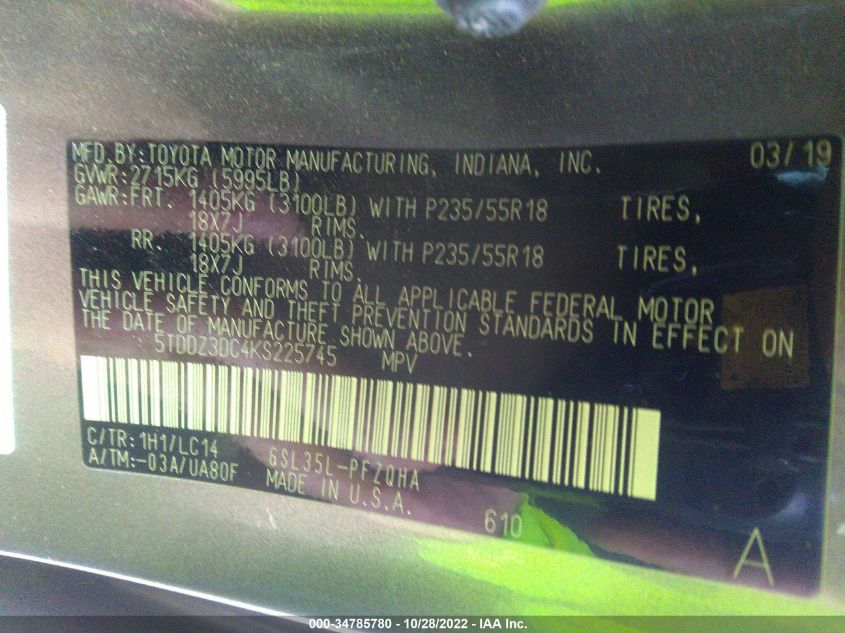 MFD.BY:TOYOTA MOTOR MANUFACTURING, INDIANA, INC. 03/19
GVWR:2715KG (5995LB)
GAWR:FRT. 1405KG (3100LB) WITH P235/55R18 TIRES,
18X7J RIMS.
RR. 1405KG (3100LB) WITH P235/55R18 TIRES,
18X7J RIMS.
THIS VEHICLE CONFORMS TO ALL APPLICABLE FEDERAL MOTOR
VEHICLE SAFETY AND THEFT PREVENTION STANDARDS IN EFFECT ON
THE DATE OF MANUFACTURE SHOWN ABOVE.
5TDDZ3DC4KS225745 MPV
C/TR:1H1/LC14 GSL35L-PFZQHA
A/TM:-03A/UA80F MADE IN U.S.A.
610
A
000-34785780 - 10/28/2022 - IAA Inc.